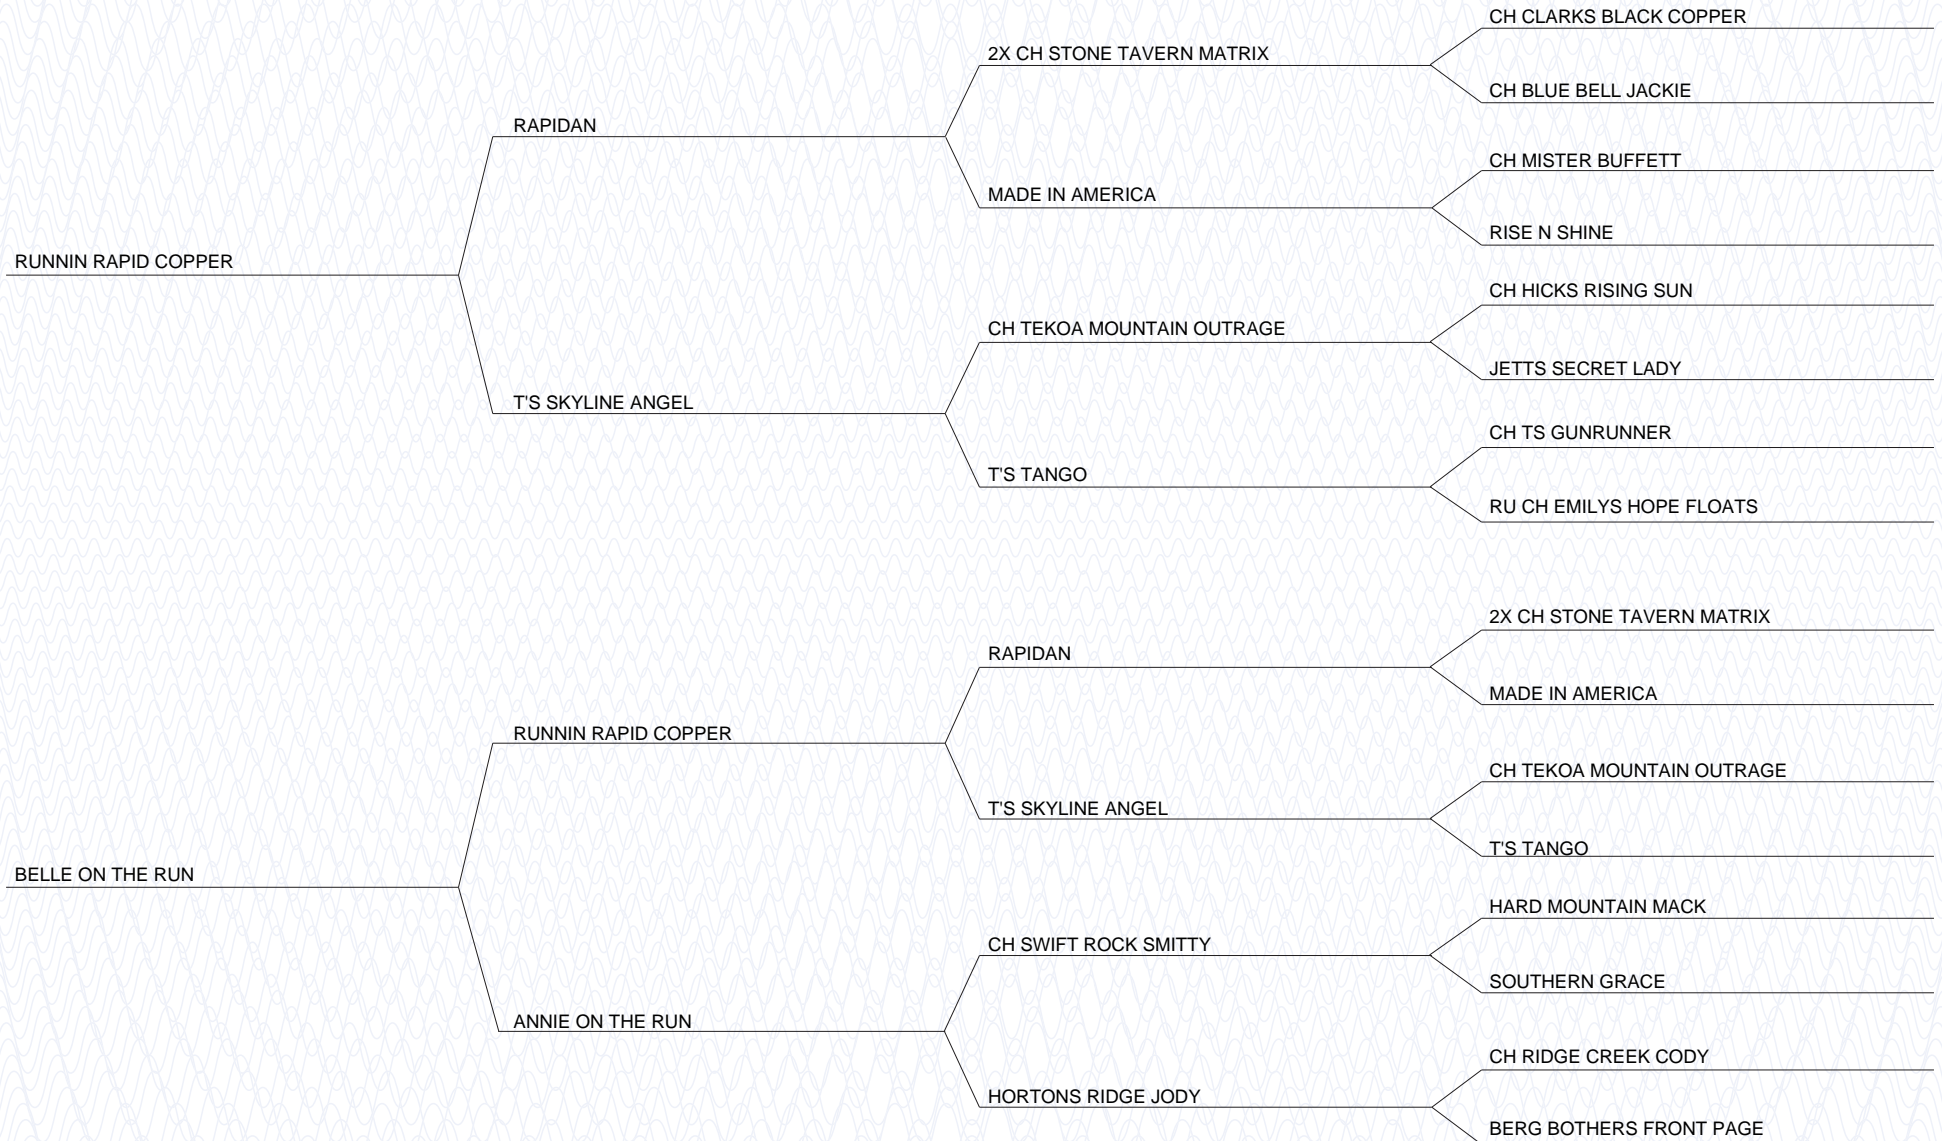 CH CLARKS BLACK COPPER
2X CH STONE TAVERN MATRIX
CH BLUE BELL JACKIE
RAPIDAN
CH MISTER BUFFETT
MADE IN AMERICA
RISE N SHINE
RUNNIN RAPID COPPER
CH HICKS RISING SUN
CH TEKOA MOUNTAIN OUTRAGE
JETTS SECRET LADY
T'S SKYLINE ANGEL
CH TS GUNRUNNER
T'S TANGO
RU CH EMILYS HOPE FLOATS
2X CH STONE TAVERN MATRIX
RAPIDAN
MADE IN AMERICA
RUNNIN RAPID COPPER
CH TEKOA MOUNTAIN OUTRAGE
T'S SKYLINE ANGEL
T'S TANGO
BELLE ON THE RUN
HARD MOUNTAIN MACK
CH SWIFT ROCK SMITTY
SOUTHERN GRACE
ANNIE ON THE RUN
CH RIDGE CREEK CODY
HORTONS RIDGE JODY
BERG BOTHERS FRONT PAGE